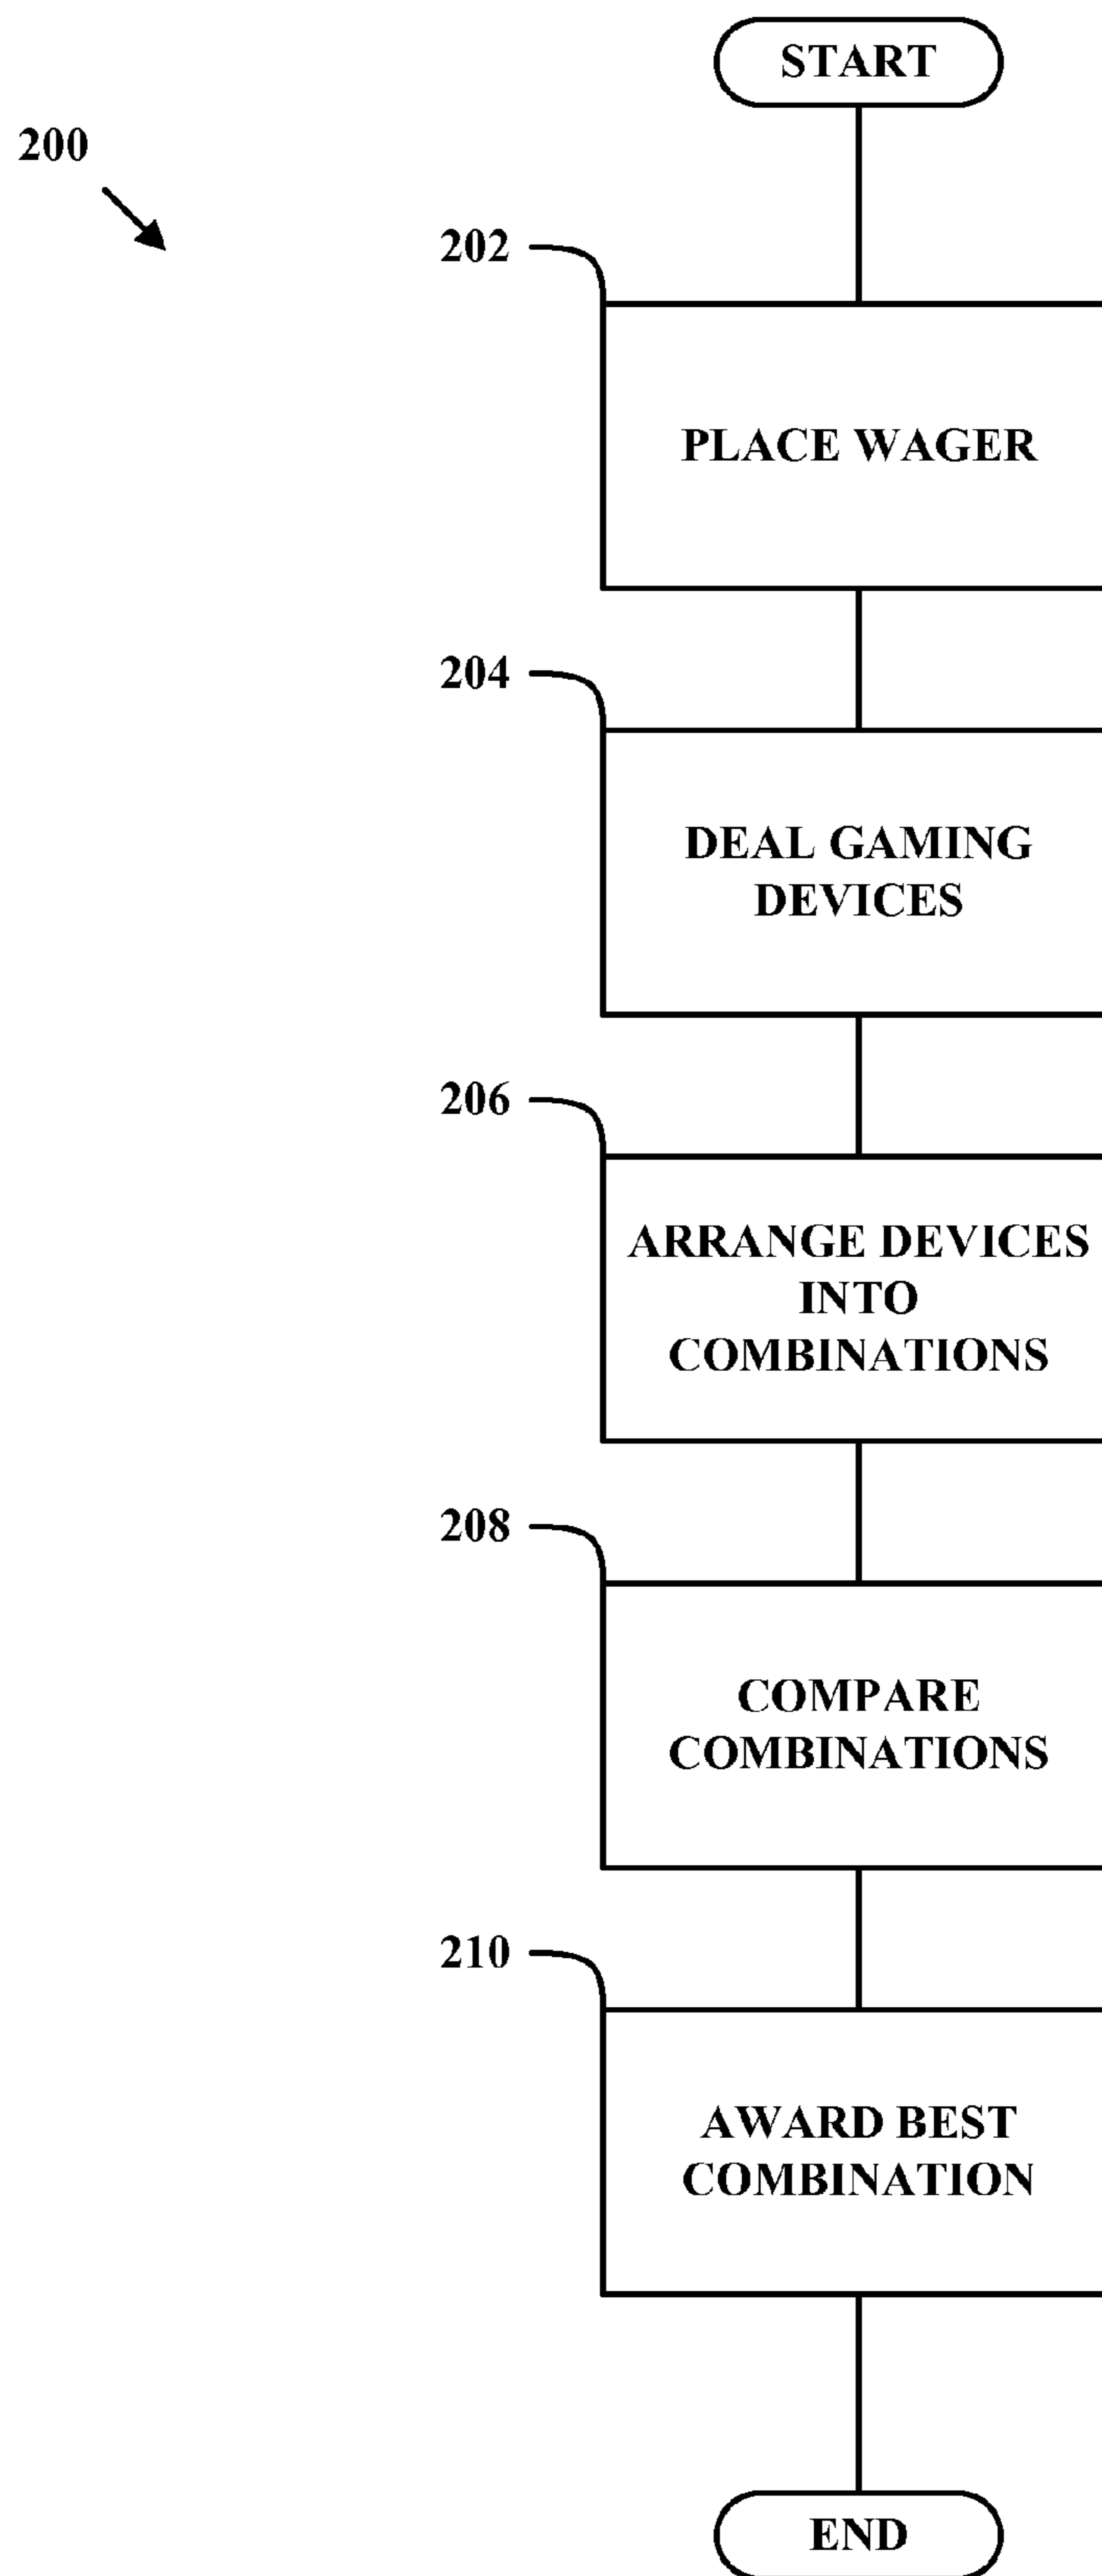 START
200
202
PLACE WAGER
204
DEAL GAMING
DEVICES
206
ARRANGE DEVICES
INTO
COMBINATIONS
208
COMPARE
COMBINATIONS
210
AWARD BEST
COMBINATION
END